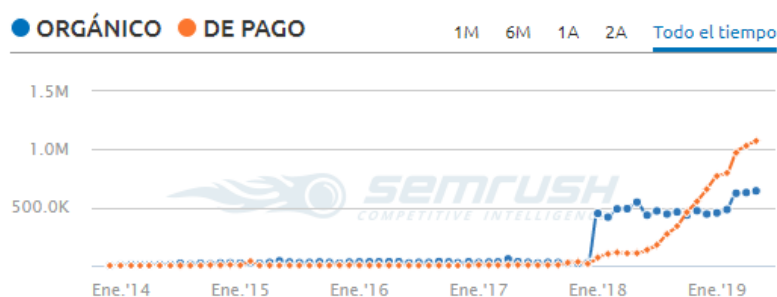 ORGÁNICO DE PAGO 1M 6M 1A 2A Todo el tiempo
1.5M
1.0M
500.0K
SEMRUSH
COMPETITIVE INTELLIGENC
Ene.'14 Ene.'15 Ene.'16 Ene.'17 Ene.'18 Ene.'19